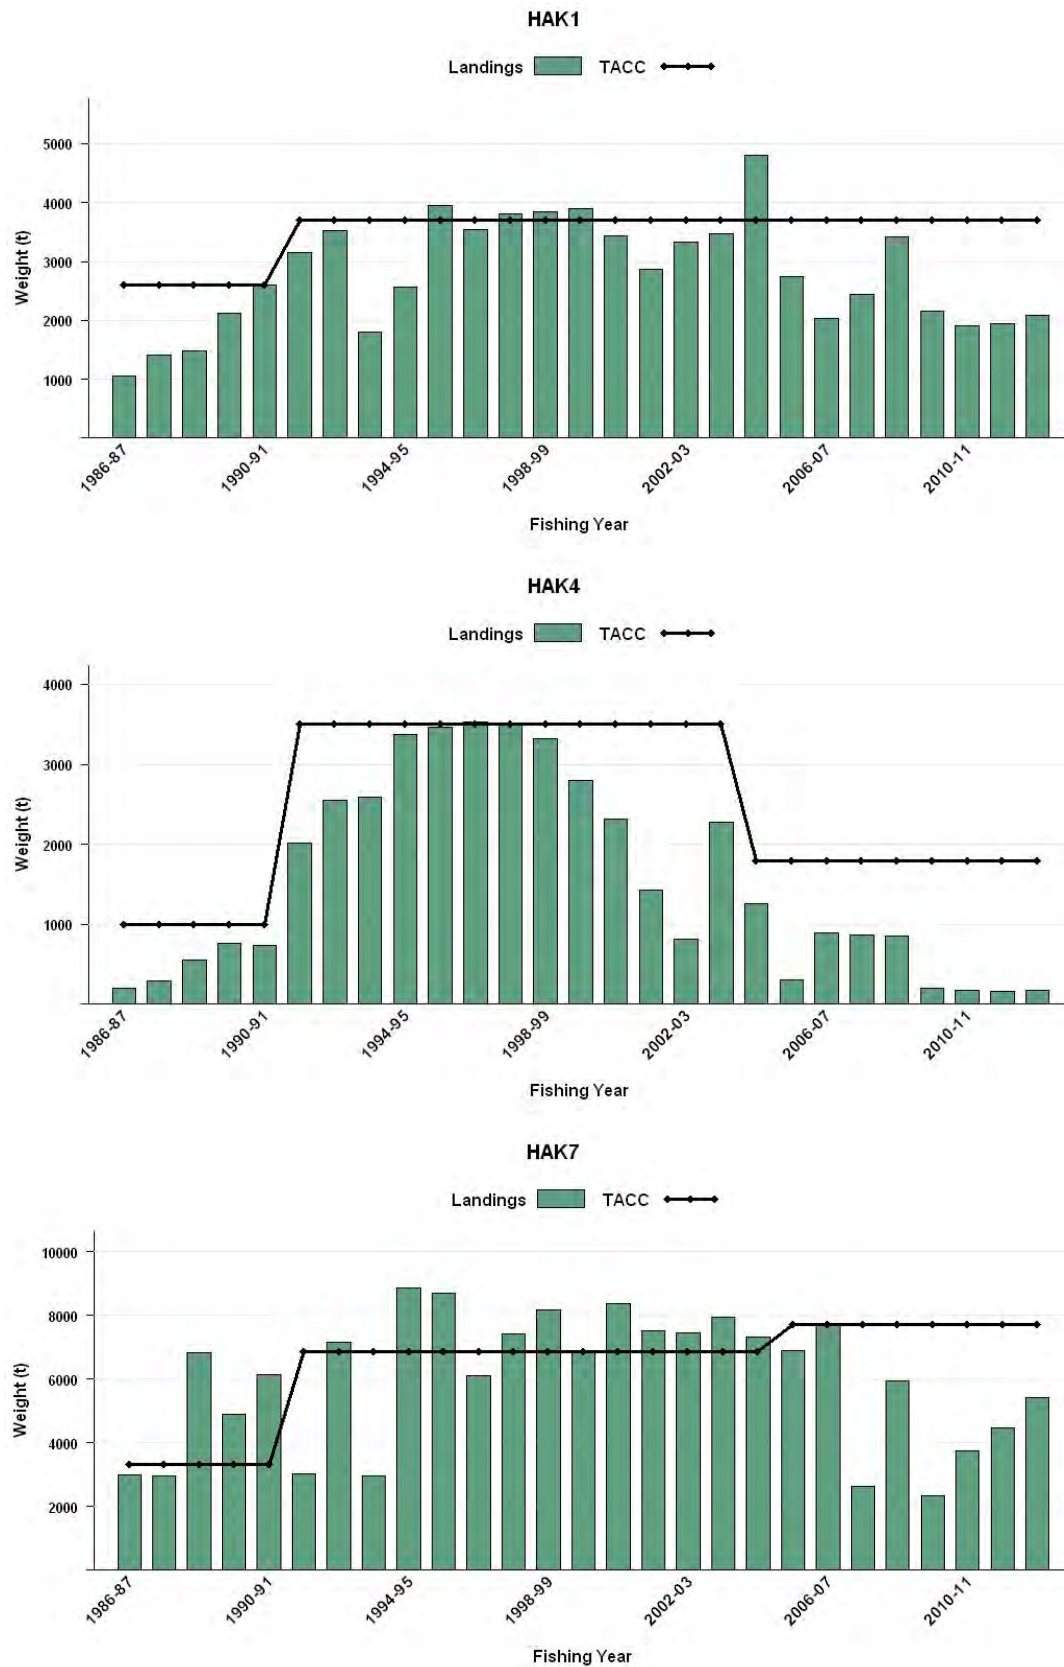 HAK1
Landings TACC
5000
4000
3000
2000
1000
Weight (t)
1986-87 1990-91 1994-95 1998-99 2002-03 2006-07 2010-11
Fishing Year
HAK4
Landings TACC
4000
3000
2000
1000
Weight (t)
1986-87 1990-91 1994-95 1998-99 2002-03 2006-07 2010-11
Fishing Year
HAK7
Landings TACC
10000
8000
6000
4000
2000
Weight (t)
1986-87 1990-91 1994-95 1998-99 2002-03 2006-07 2010-11
Fishing Year